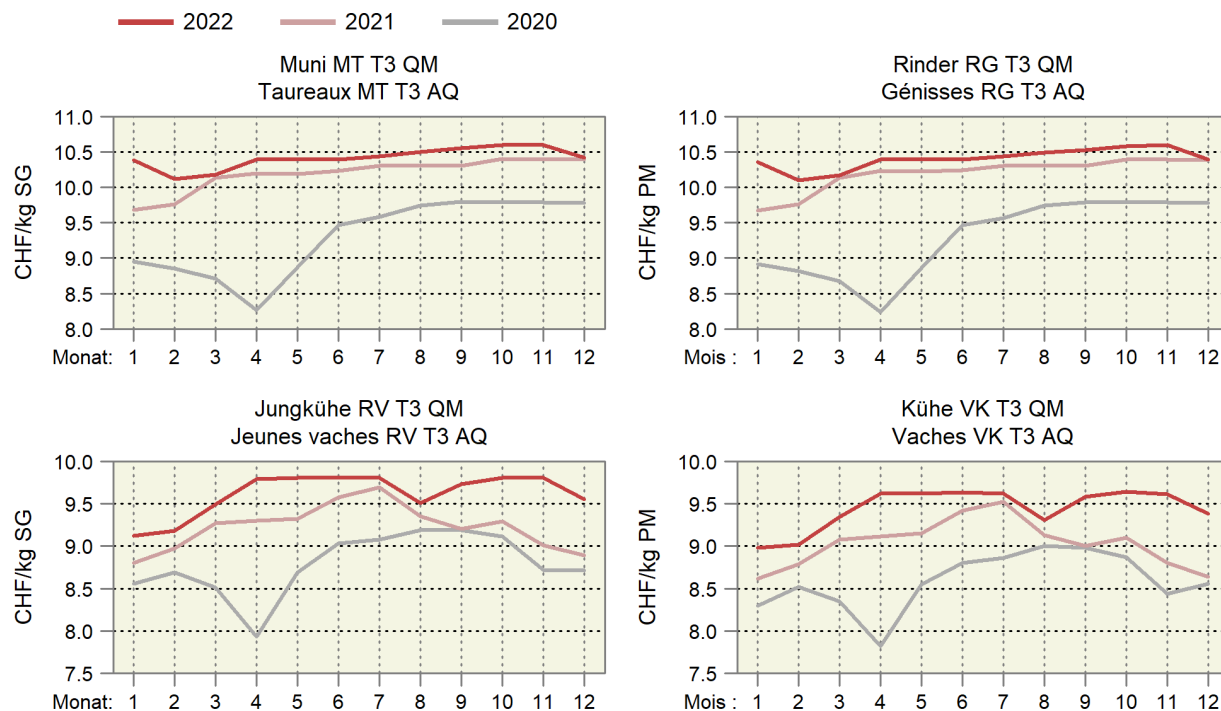 2022 2021 2020
Muni MT T3 QM
Taureaux MT T3 AQ
CHF/kg SG
11.0
10.5
10.0
9.5
9.0
8.5
8.0
Monat: 1 2 3 4 5 6 7 8 9 10 11 12
Rinder RG T3 QM
Génisses RG T3 AQ
CHF/kg PM
11.0
10.5
10.0
9.5
9.0
8.5
8.0
Mois : 1 2 3 4 5 6 7 8 9 10 11 12
Jungkühe RV T3 QM
Jeunes vaches RV T3 AQ
CHF/kg SG
10.0
9.5
9.0
8.5
8.0
7.5
Monat: 1 2 3 4 5 6 7 8 9 10 11 12
Kühe VK T3 QM
Vaches VK T3 AQ
CHF/kg PM
10.0
9.5
9.0
8.5
8.0
7.5
Mois : 1 2 3 4 5 6 7 8 9 10 11 12